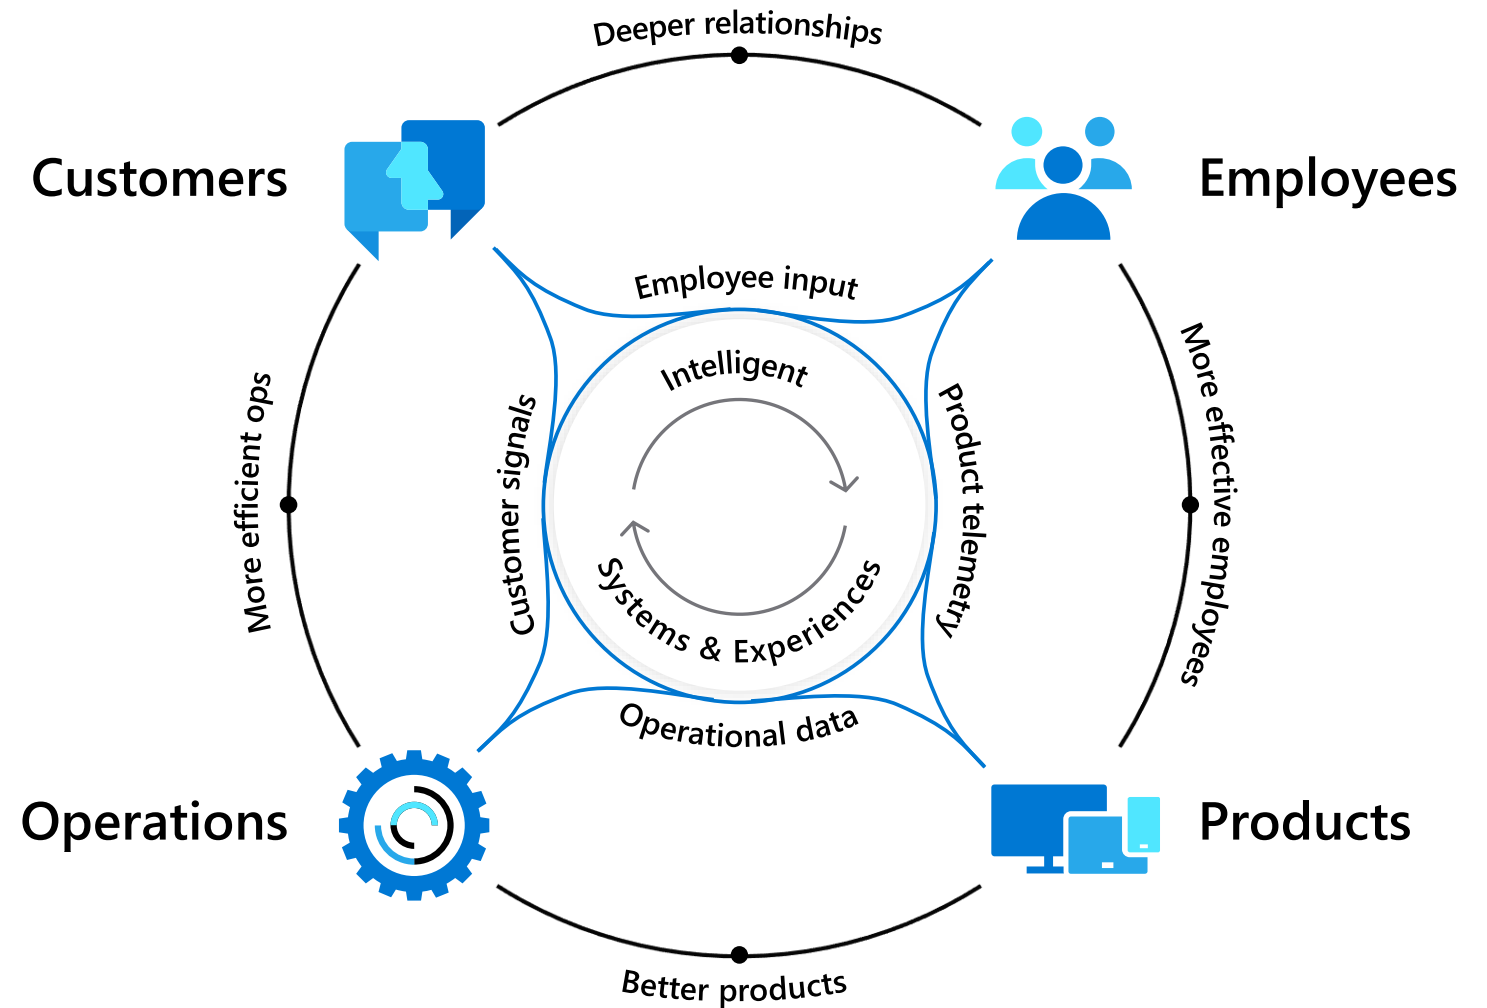 Deeper relationships
Customers
Employees
Employee input
Intelligent
More efficient ops
Customer signals
Product telemetry
More effective employees
Systems & Experiences
Operational data
Operations
Products
Better products